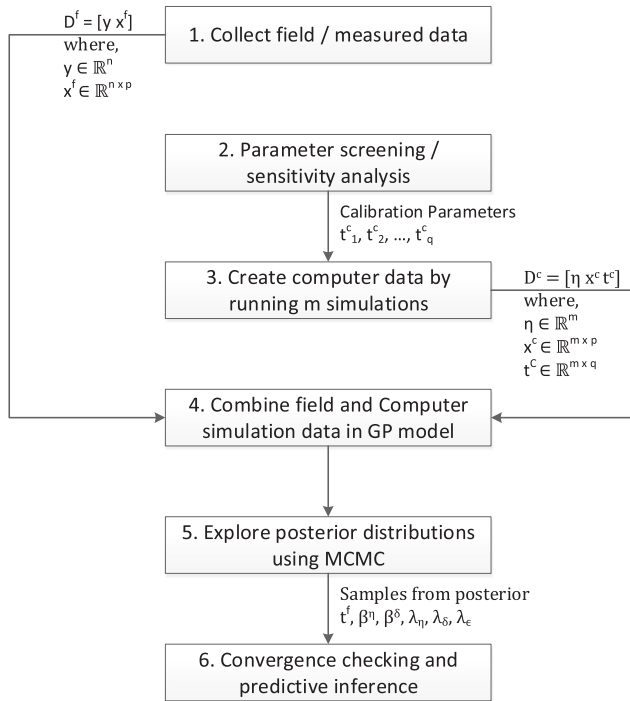 D^f = [y x^f]
where,
y ∈ ℝ^n
x^f ∈ ℝ^{n x p}
1. Collect field / measured data
2. Parameter screening /
sensitivity analysis
Calibration Parameters
t^c_1, t^c_2, ..., t^c_q
3. Create computer data by
running m simulations
D^c = [η x^c t^c]
where,
η ∈ ℝ^m
x^c ∈ ℝ^{m x p}
t^C ∈ ℝ^{m x q}
4. Combine field and Computer
simulation data in GP model
5. Explore posterior distributions
using MCMC
Samples from posterior
t^f, β^η, β^δ, λ_η, λ_δ, λ_ϵ
6. Convergence checking and
predictive inference